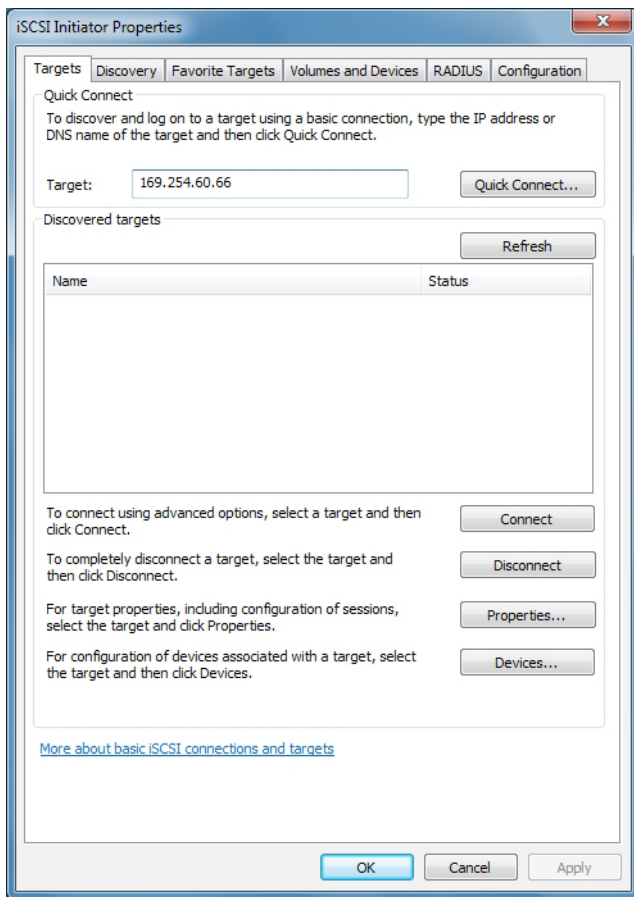 iSCSI Initiator Properties
Targets Discovery Favorite Targets Volumes and Devices RADIUS Configuration
Quick Connect
To discover and log on to a target using a basic connection, type the IP address or
DNS name of the target and then click Quick Connect.
Target: 169.254.60.66 Quick Connect...
Discovered targets
Refresh
Name Status
To connect using advanced options, select a target and then
click Connect.
Connect
To completely disconnect a target, select the target and
then click Disconnect.
Disconnect
For target properties, including configuration of sessions,
select the target and click Properties.
Properties...
For configuration of devices associated with a target, select
the target and then click Devices.
Devices...
More about basic iSCSI connections and targets
OK Cancel Apply